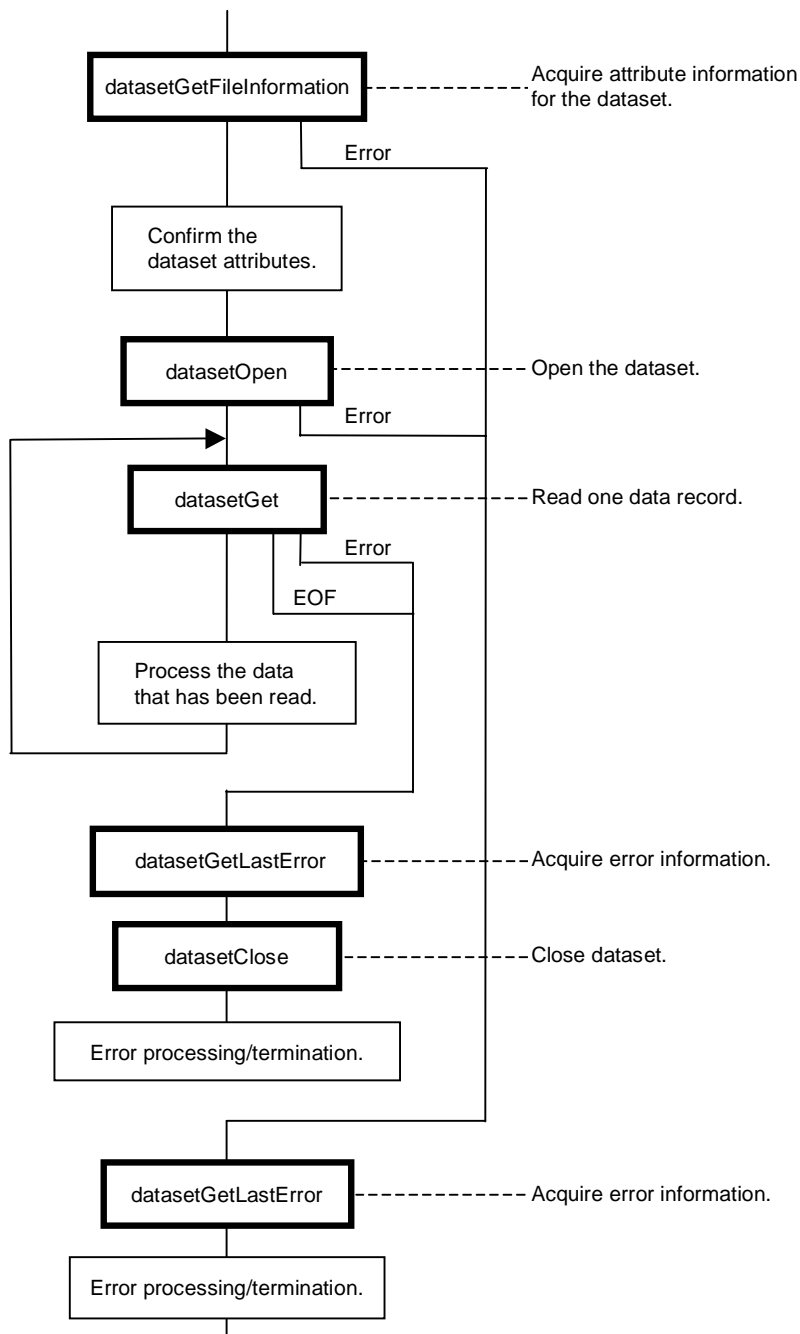 datasetGetFileInformation
Acquire attribute information
for the dataset.
Error
Confirm the
dataset attributes.
datasetOpen
Open the dataset.
Error
datasetGet
Read one data record.
Error
EOF
Process the data
that has been read.
datasetGetLastError
Acquire error information.
datasetClose
Close dataset.
Error processing/termination.
datasetGetLastError
Acquire error information.
Error processing/termination.